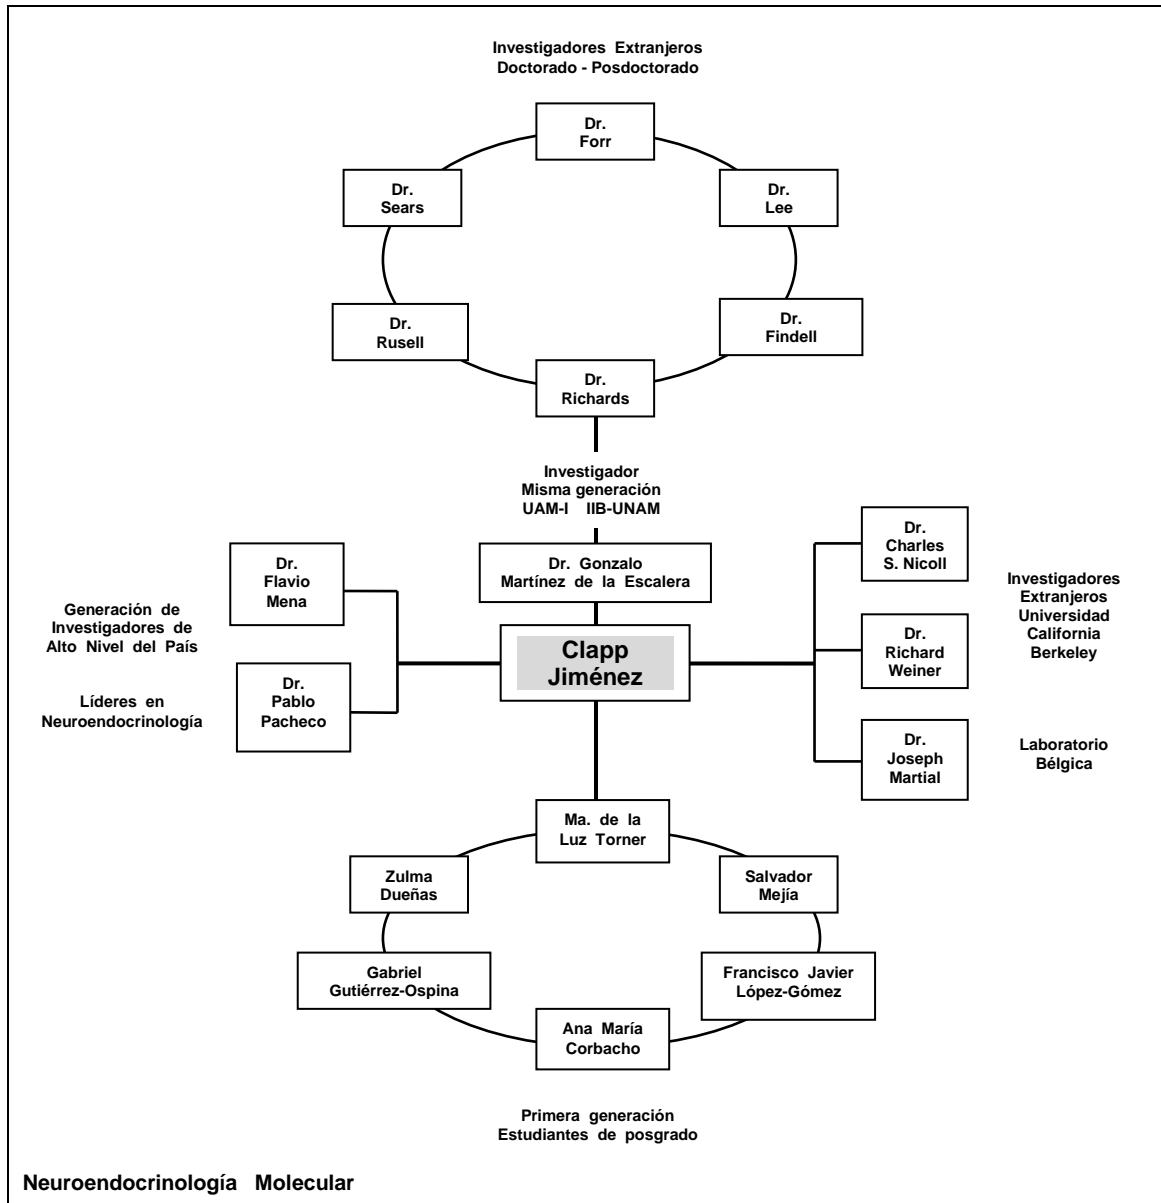 Investigadores Extranjeros
Doctorado - Posdoctorado
Dr.
Forr
Dr.
Sears
Dr.
Lee
Dr.
Rusell
Dr.
Findell
Dr.
Richards
Investigador
Misma generación
UAM-I IIB-UNAM
Dr. Gonzalo
Martínez de la Escalera
Dr.
Flavio
Mena
Generación de
Investigadores de
Alto Nivel del País
Líderes en
Neuroendocrinología
Dr.
Pablo
Pacheco
Clapp
Jiménez
Dr.
Charles
S. Nicoll
Dr.
Richard
Weiner
Dr.
Joseph
Martial
Investigadores
Extranjeros
Universidad
California
Berkeley
Laboratorio
Bélgica
Ma. de la
Luz Torner
Zulma
Dueñas
Salvador
Mejía
Gabriel
Gutiérrez-Ospina
Francisco Javier
López-Gómez
Ana María
Corbacho
Primera generación
Estudiantes de posgrado
Neuroendocrinología Molecular